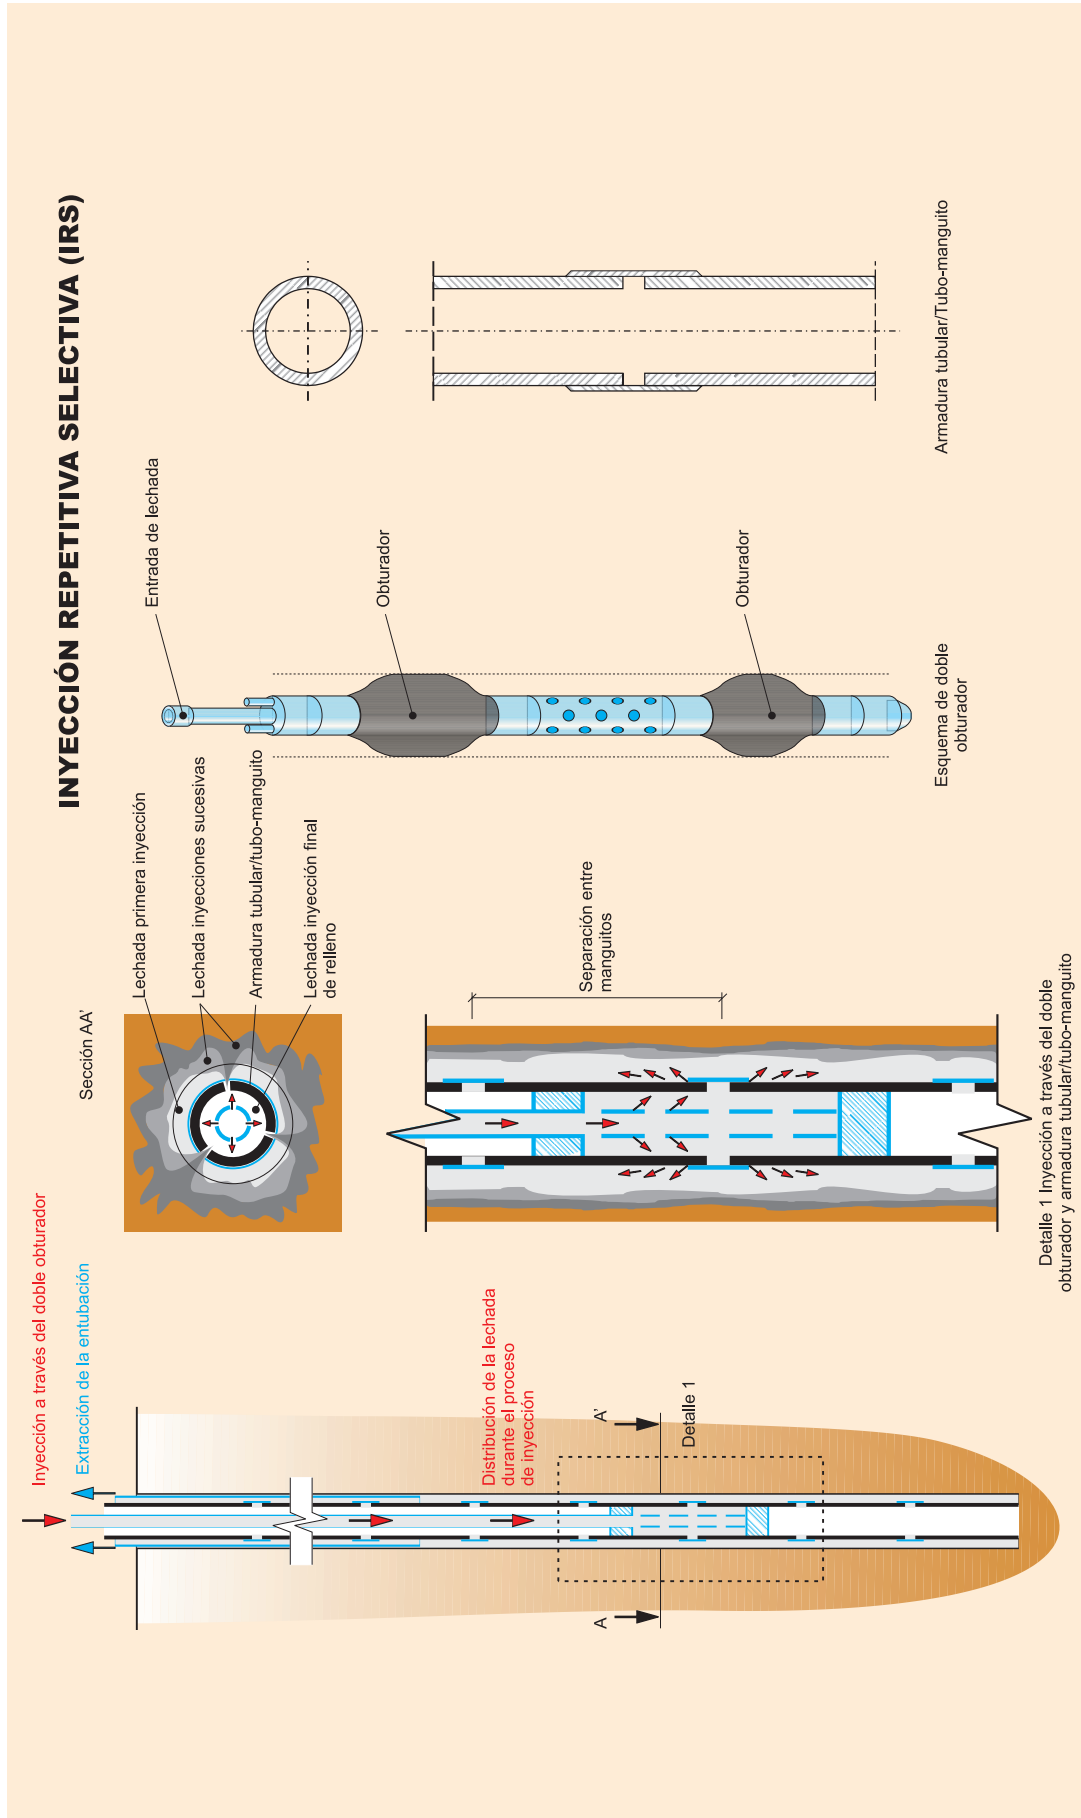 INYECCIÓN REPETITIVA SELECTIVA (IRS)
Inyección a través del doble obturador
Extracción de la entubación
Distribución de la lechada
durante el proceso
de inyección
A
A'
Detalle 1
Sección AA'
Lechada primera inyección
Lechada inyecciones sucesivas
Armadura tubular/tubo-manguito
Lechada inyección final
de relleno
Separación entre
manguitos
Detalle 1 Inyección a través del doble
obturador y armadura tubular/tubo-manguito
Entrada de lechada
Obturador
Obturador
Esquema de doble
obturador
Armadura tubular/Tubo-manguito